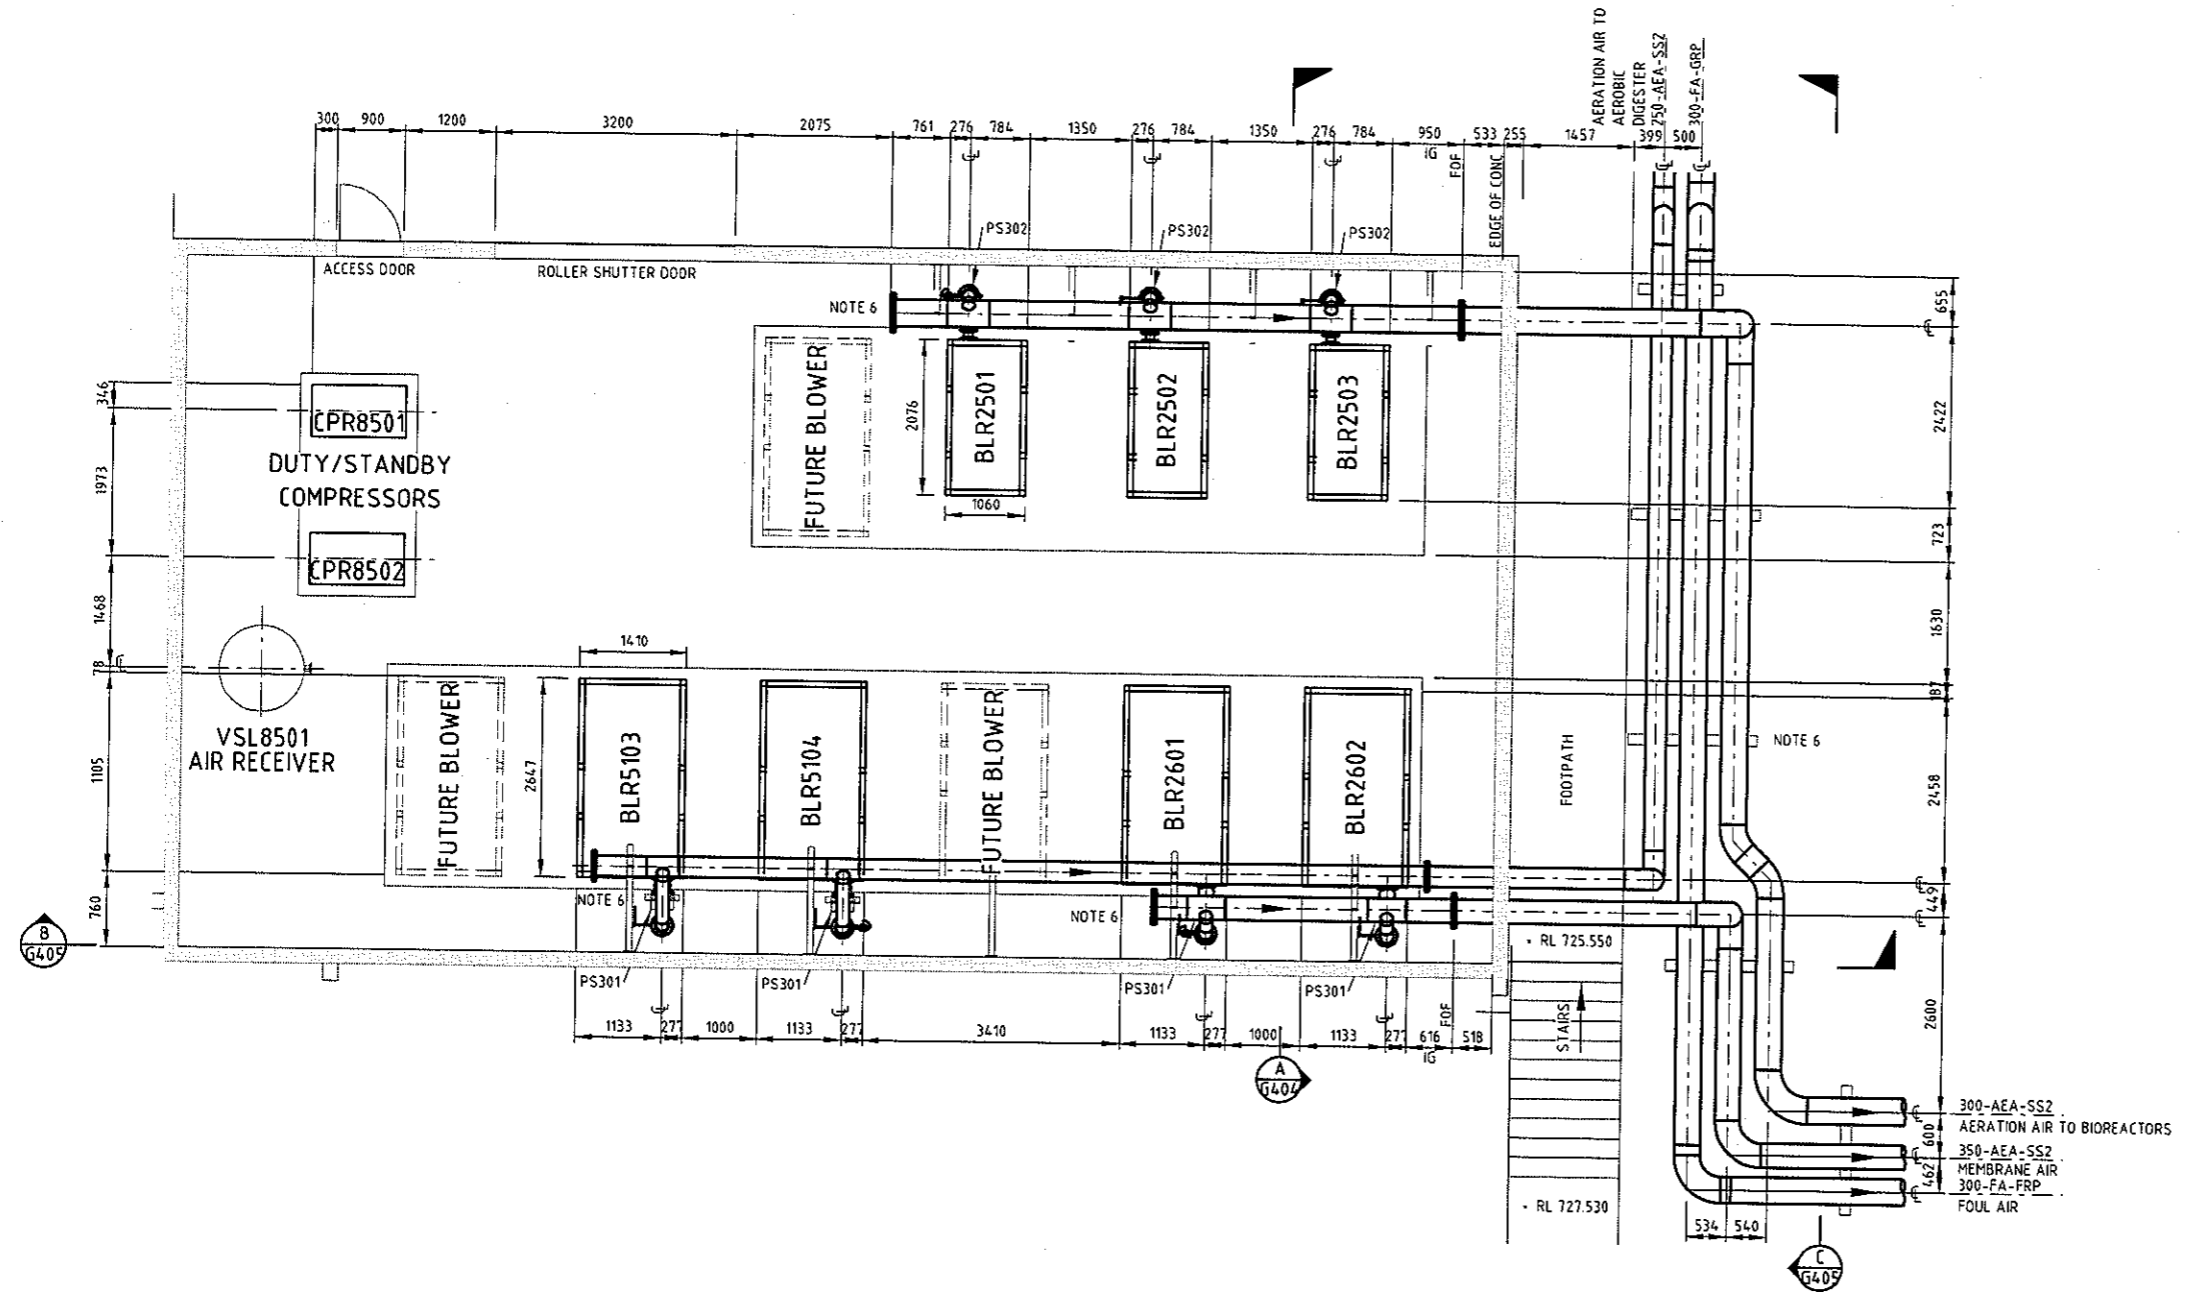 AERATION AIR TO
AEROBIC
DIGESTER
250-AEA-SS2
300-FA-GRP
300
900
1200
3200
2075
761
276
784
1350
276
784
1350
276
784
950
IG
FOF
533
255
EDGE OF CONC
1457
399
500
PS302
PS302
PS302
ACCESS DOOR
ROLLER SHUTTER DOOR
NOTE 6
655
346
CPR8501
DUTY/STANDBY
COMPRESSORS
1973
CPR8502
FUTURE BLOWER
2076
BLR2501
1060
BLR2502
BLR2503
2422
723
1468
1630
78
1410
187
VSL8501
AIR RECEIVER
1105
FUTURE BLOWER
2647
BLR5103
BLR5104
FUTURE BLOWER
BLR2601
BLR2602
FOOTPATH
NOTE 6
2458
760
NOTE 6
NOTE 6
449
B
G405
RL 725.550
PS301
PS301
PS301
PS301
1133
277
1000
1133
277
3410
1133
277
1000
1133
277
616
IG
FOF
518
STAIRS
2600
A
G404
300-AEA-SS2
AERATION AIR TO BIOREACTORS
600
350-AEA-SS2
MEMBRANE AIR
462
300-FA-FRP
FOUL AIR
RL 727.530
534
540
C
G405